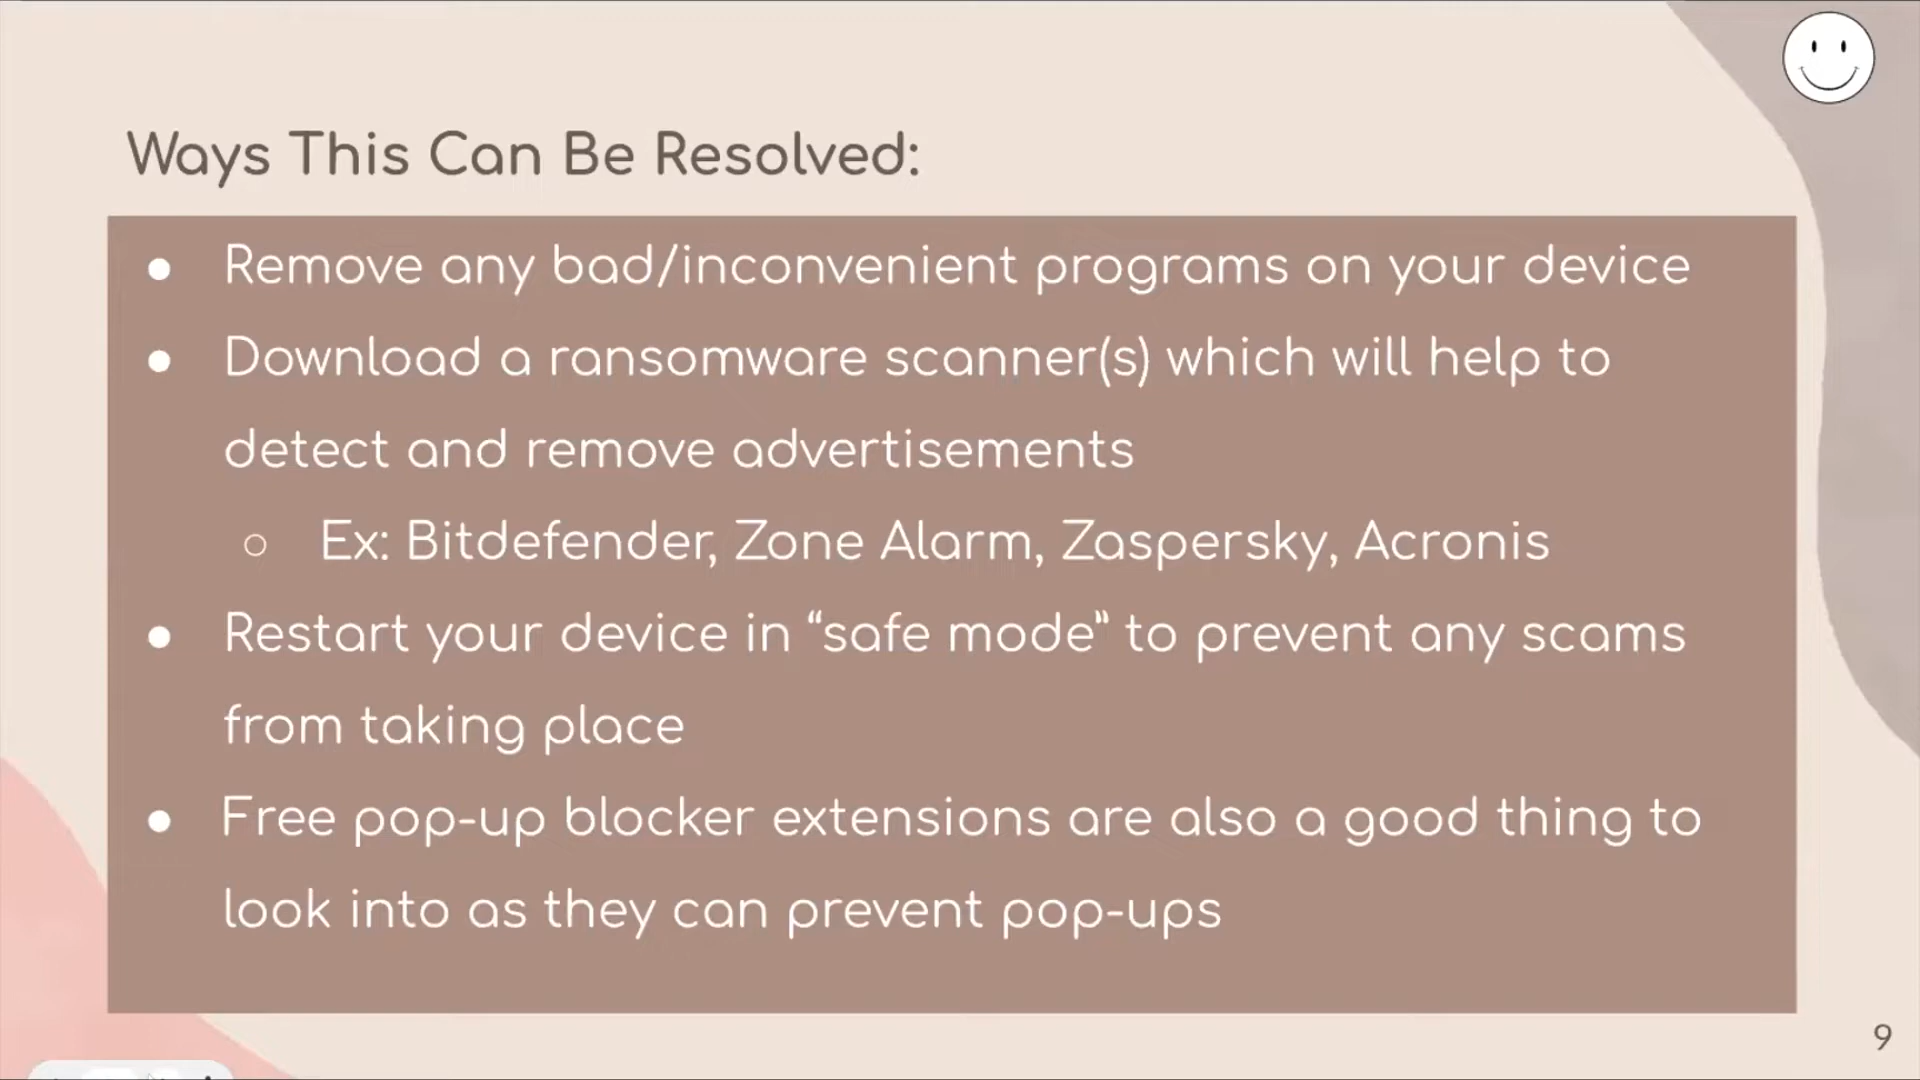 Ways This Can Be Resolved:
● Remove any bad/inconvenient programs on your device
● Download a ransomware scanner(s) which will help to
detect and remove advertisements
○ Ex: Bitdefender, Zone Alarm, Zaspersky, Acronis
● Restart your device in “safe mode” to prevent any scams
from taking place
● Free pop-up blocker extensions are also a good thing to
look into as they can prevent pop-ups
9